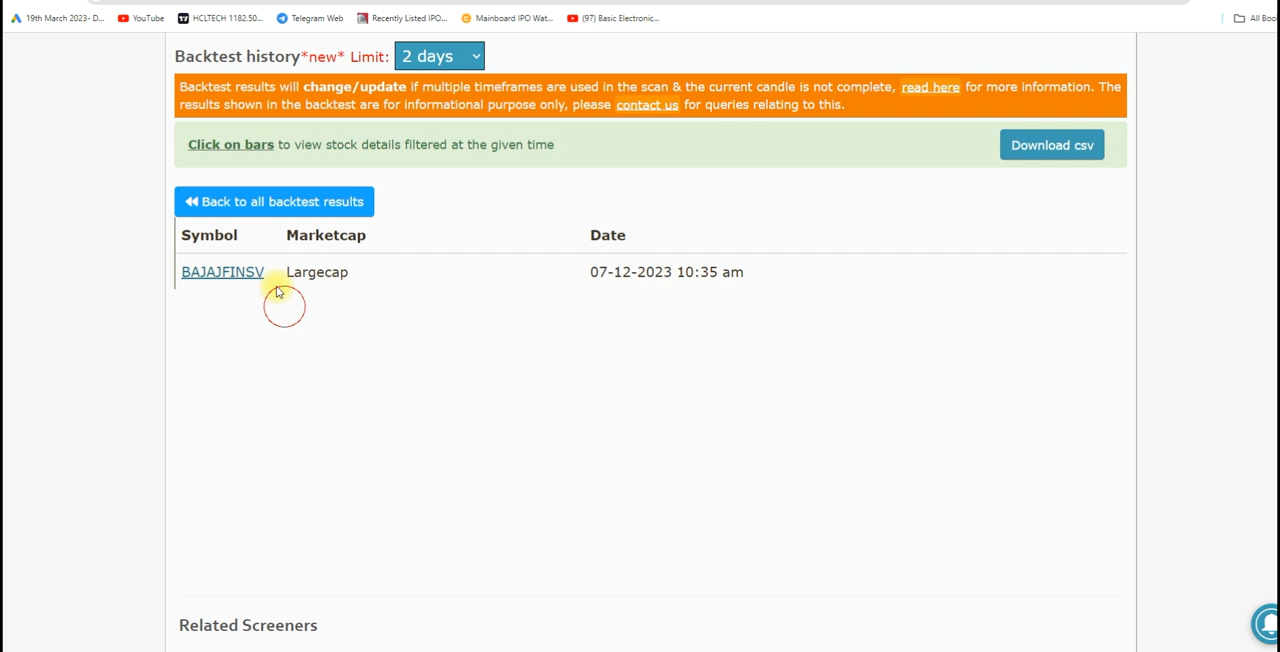 19th March 2023- D... YouTube HCLTECH 1182.50... Telegram Web Recently Listed IPO... Mainboard IPO Wat... (97) Basic Electronic... All Boo
Backtest history*new* Limit: 2 days
Backtest results will change/update if multiple timeframes are used in the scan & the current candle is not complete, read here for more information. The
results shown in the backtest are for informational purpose only, please contact us for queries relating to this.
Click on bars to view stock details filtered at the given time Download csv
Back to all backtest results
Symbol Marketcap Date
BAJAJFINSV Largecap 07-12-2023 10:35 am
Related Screeners